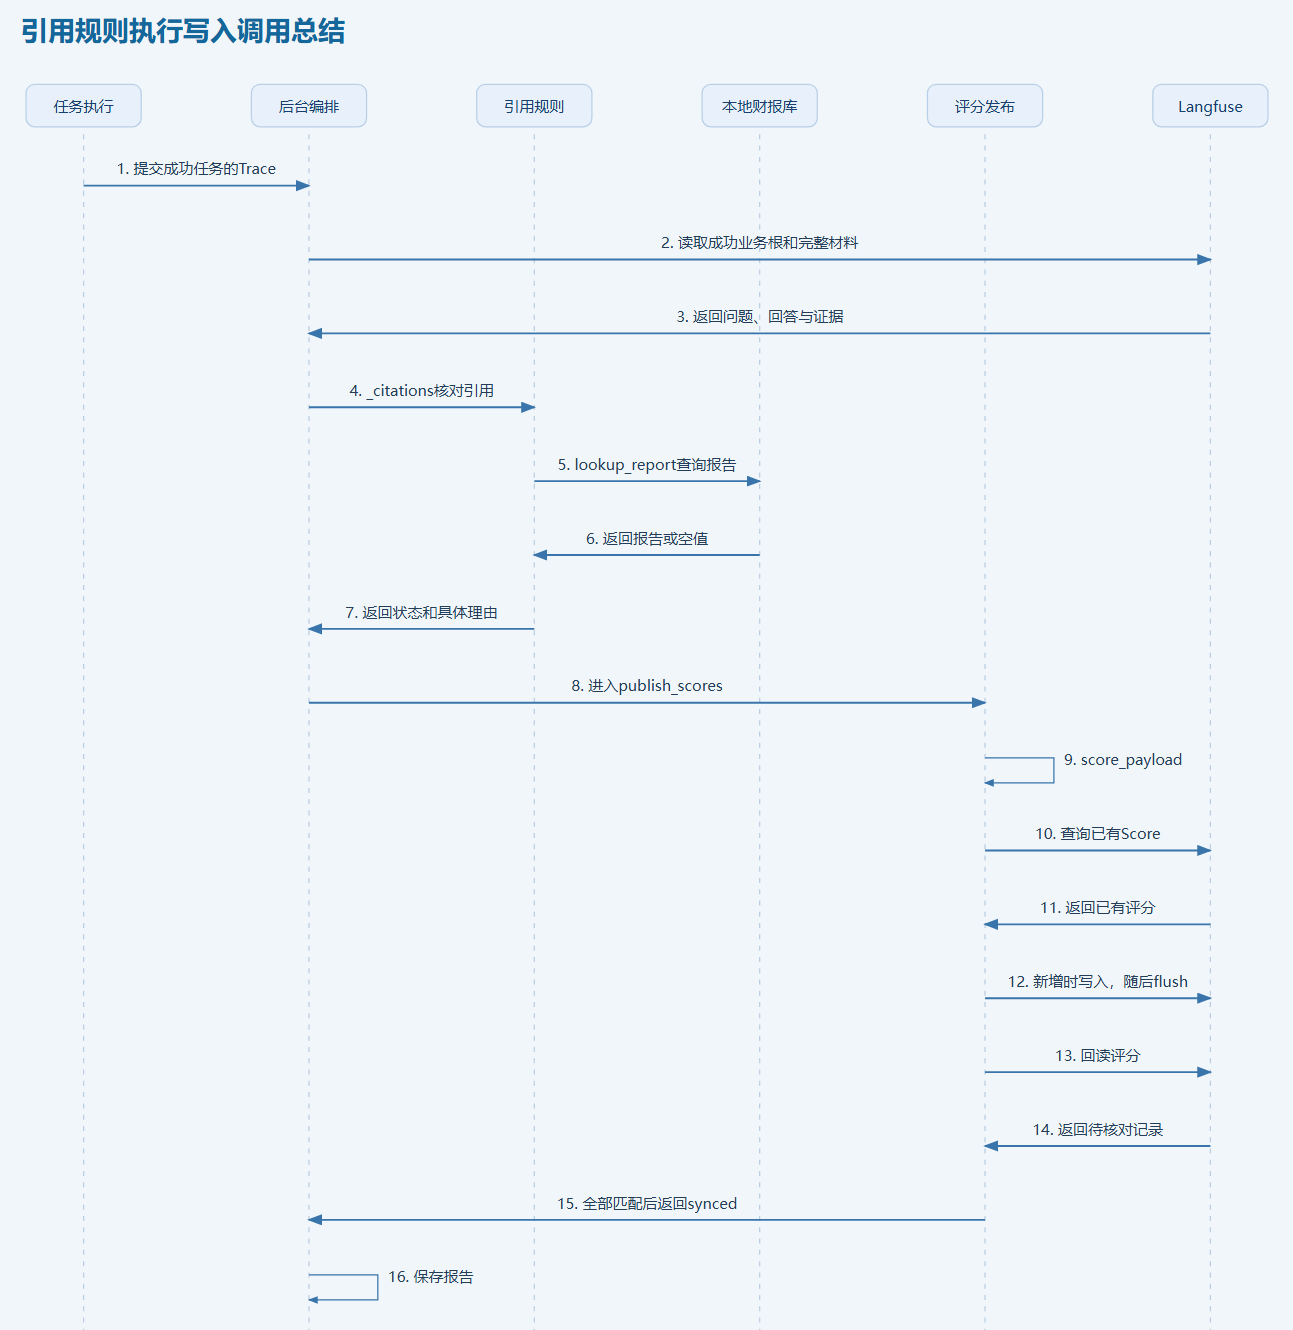 引用规则执行写入调用总结
任务执行
后台编排
引用规则
本地财报库
评分发布
Langfuse
1. 提交成功任务的Trace
2. 读取成功业务根和完整材料
3. 返回问题、回答与证据
4. _citations核对引用
5. lookup_report查询报告
6. 返回报告或空值
7. 返回状态和具体理由
8. 进入publish_scores
9. score_payload
10. 查询已有Score
11. 返回已有评分
12. 新增时写入，随后flush
13. 回读评分
14. 返回待核对记录
15. 全部匹配后返回synced
16. 保存报告